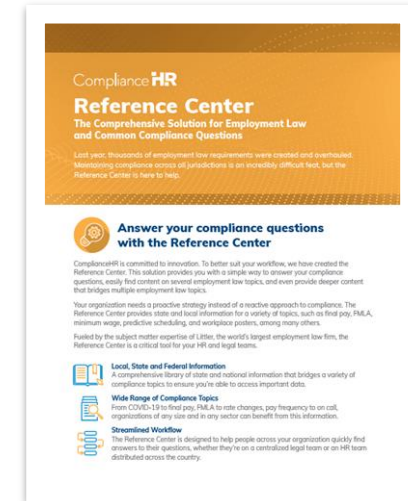 ComplianceHR
Reference Center
The Comprehensive Solution for Employment Law
and Common Compliance Questions
Last year, thousands of employment law requirements were created and overhauled.
Maintaining compliance across all jurisdictions is an incredibly difficult feat, but the
Reference Center is here to help.
Answer your compliance questions
with the Reference Center
ComplianceHR is committed to innovation. To better suit your workflow, we have created the
Reference Center. This solution provides you with a simple way to answer your compliance
questions, easily find content on several employment law topics, and even provide deeper content
that bridges multiple employment law topics.
Your organization needs a proactive strategy instead of a reactive approach to compliance. The
Reference Center provides state and local information for a variety of topics, such as final pay, FMLA,
minimum wage, predictive scheduling, and workplace posters, among many others.
Fueled by the subject matter expertise of Littler, the world's largest employment law firm, the
Reference Center is a critical tool for your HR and legal teams.
Local, State and Federal Information
A comprehensive library of state and national information that bridges a variety of
compliance topics to ensure you're able to access important data.
Wide Range of Compliance Topics
From COVID-19 to final pay, FMLA to rate changes, pay frequency to on call,
organizations of any size and in any sector can benefit from this information.
Streamlined Workflow
The Reference Center is designed to help people across your organization quickly find
answers to their questions, whether they're on a centralized legal team or an HR team
distributed across the country.